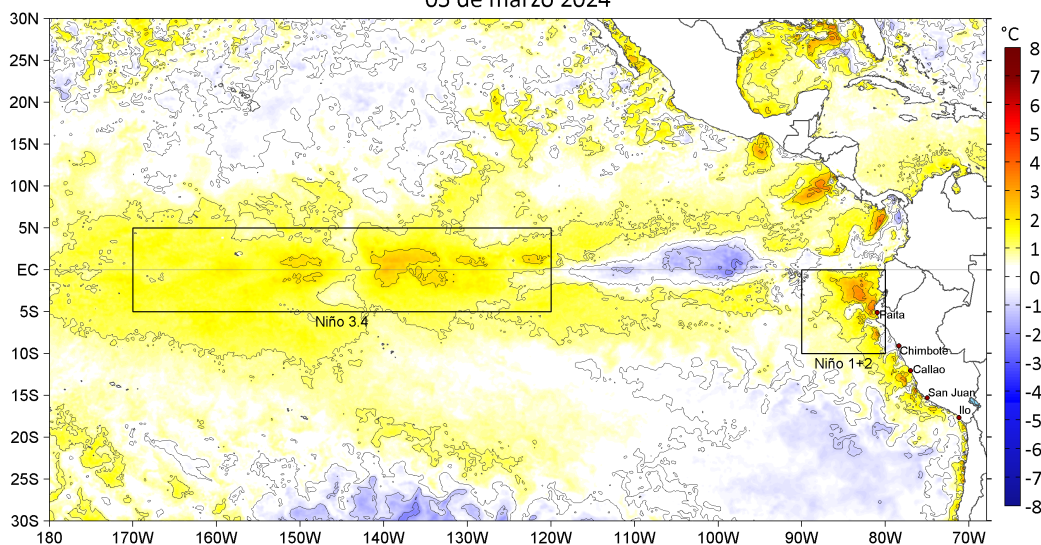 05 de marzo 2024
°C
30N
25N
20N
15N
10N
5N
EC
5S
10S
15S
20S
25S
30S
180
170W
160W
150W
140W
130W
120W
110W
100W
90W
80W
70W
Niño 3.4
Niño 1+2
Paita
Chimbote
Callao
San Juan
Ilo
8
7
6
5
4
3
2
1
0
-1
-2
-3
-4
-5
-6
-7
-8